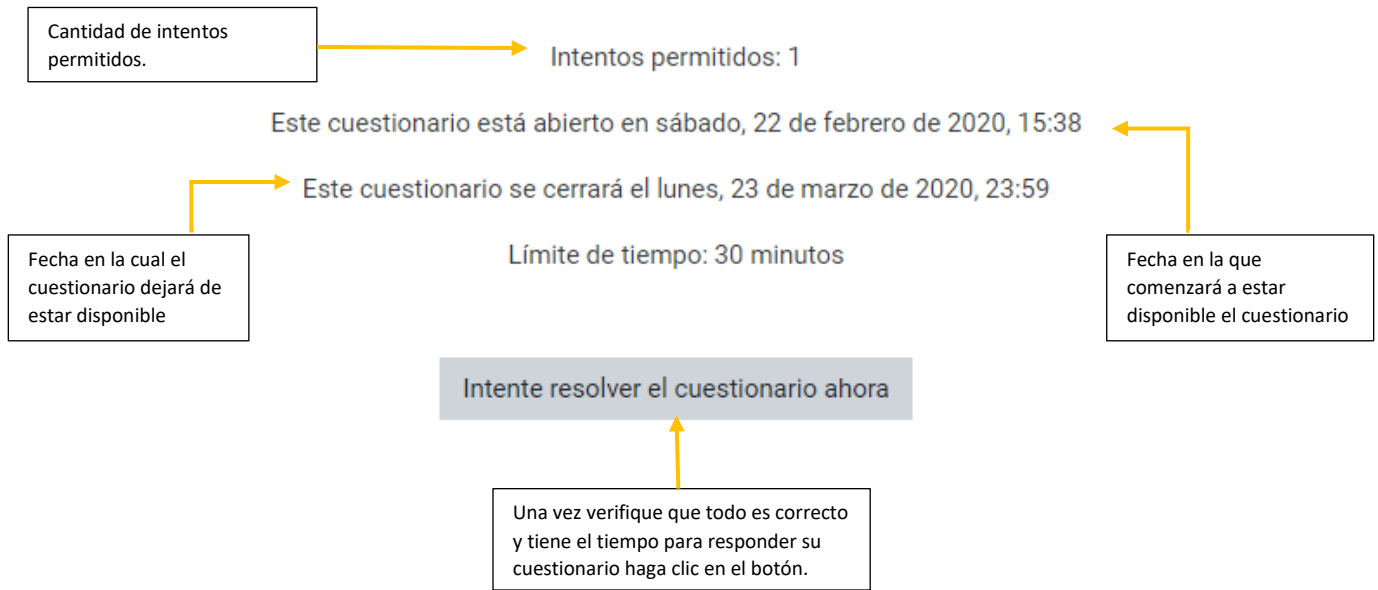 Cantidad de intentos
permitidos.
Intentos permitidos: 1
Este cuestionario está abierto en sábado, 22 de febrero de 2020, 15:38
Este cuestionario se cerrará el lunes, 23 de marzo de 2020, 23:59
Fecha en la cual el
cuestionario dejará de
estar disponible
Límite de tiempo: 30 minutos
Fecha en la que
comenzará a estar
disponible el cuestionario
Intente resolver el cuestionario ahora
Una vez verifique que todo es correcto
y tiene el tiempo para responder su
cuestionario haga clic en el botón.